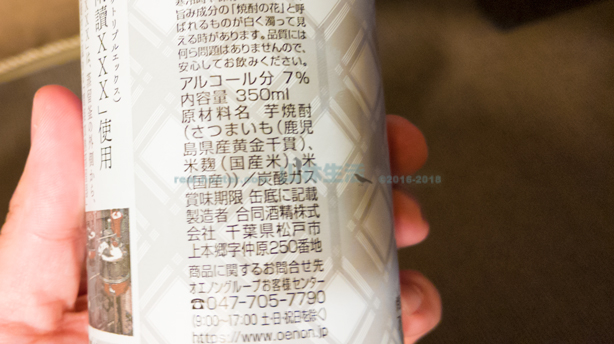 旨み成分の「焼酎の花」と呼
ばれるものが白く濁って見
える時があります。品質には
何ら問題はありませんので、
安心してお飲みください。
アルコール分 7%
内容量 350ml
原材料名 芋焼酎
(さつまいも(鹿児
島県産黄金千貫)、
米麹(国産米)、米
(国産))/炭酸ガス
賞味期限 缶底に記載
製造者 合同酒精株式
会社 千葉県松戸市
上本郷字仲原250番地
商品に関するお問合せ先
オエノングループお客様センター
☎047-705-7790
(9:00~17:00 土・日・祝日を除く)
https://www.oenon.jp
讃XXX」使用
(トリプルエックス)
©2016-2018